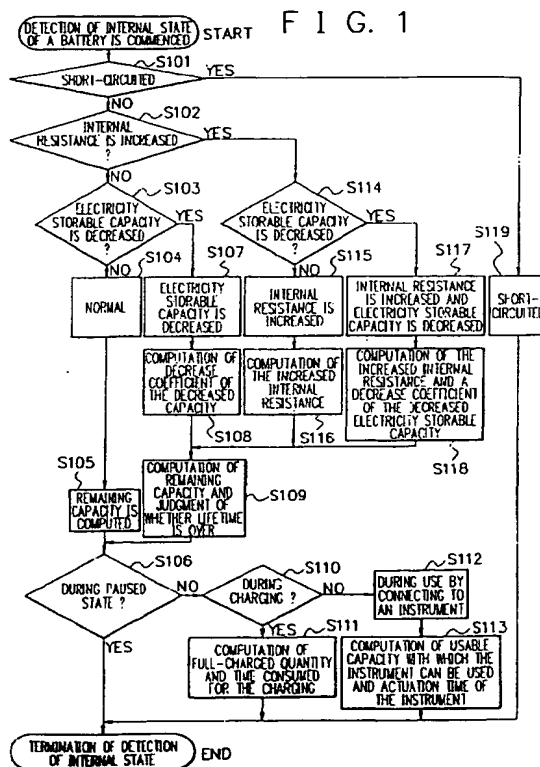 F I G. 1
DETECTION OF INTERNAL STATE
OF A BATTERY IS COMMENCED
START
S101
SHORT-CIRCUITED
YES
NO
S102
INTERNAL
RESISTANCE IS INCREASED
?
YES
NO
S103
ELECTRICITY
STORABLE CAPACITY
IS DECREASED
?
YES
NO
S114
ELECTRICITY
STORABLE CAPACITY
IS DECREASED
?
YES
NO
S104
NORMAL
S107
ELECTRICITY
STORABLE
CAPACITY IS
DECREASED
S115
INTERNAL
RESISTANCE IS
INCREASED
S117
INTERNAL RESISTANCE
IS INCREASED AND
ELECTRICITY STORABLE
CAPACITY IS DECREASED
S119
SHORT-
CIRCUITED
COMPUTATION OF
DECREASE
COEFFICIENT OF
THE DECREASED
CAPACITY
S108
COMPUTATION OF
THE INCREASED
INTERNAL
RESISTANCE
S116
COMPUTATION OF THE
INCREASED INTERNAL
RESISTANCE AND A
DECREASE COEFFICIENT
OF THE DECREASED
ELECTRICITY STORABLE
CAPACITY
S118
S105
REMAINING
CAPACITY IS
COMPUTED
COMPUTATION OF
REMAINING
CAPACITY AND
JUDGMENT OF
WHETHER LIFETIME
IS OVER
S109
S106
DURING PAUSED
STATE ?
NO
YES
S110
DURING
CHARGING ?
NO
YES
S112
DURING USE BY
CONNECTING TO
AN INSTRUMENT
S111
COMPUTATION OF
FULL-CHARGED QUANTITY
AND TIME CONSUMED
FOR THE CHARGING
S113
COMPUTATION OF USABLE
CAPACITY WITH WHICH THE
INSTRUMENT CAN BE USED
AND ACTUATION TIME OF
THE INSTRUMENT
TERMINATION OF DETECTION
OF INTERNAL STATE
END